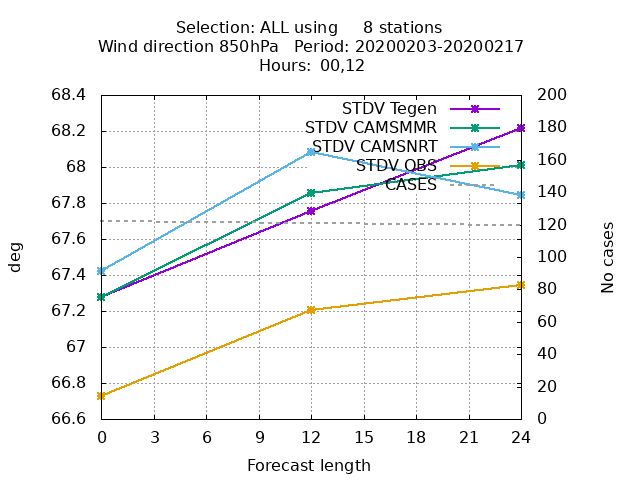 Selection: ALL using     8 stations
Wind direction 850hPa   Period: 20200203-20200217
Hours: 00,12
STDV Tegen
STDV CAMSMMR
STDV CAMSNRT
STDV OBS
CASES
68.4
68.2
68
67.8
67.6
67.4
67.2
67
66.8
66.6
deg
200
180
160
140
120
100
80
60
40
20
0
No cases
0 3 6 9 12 15 18 21 24
Forecast length